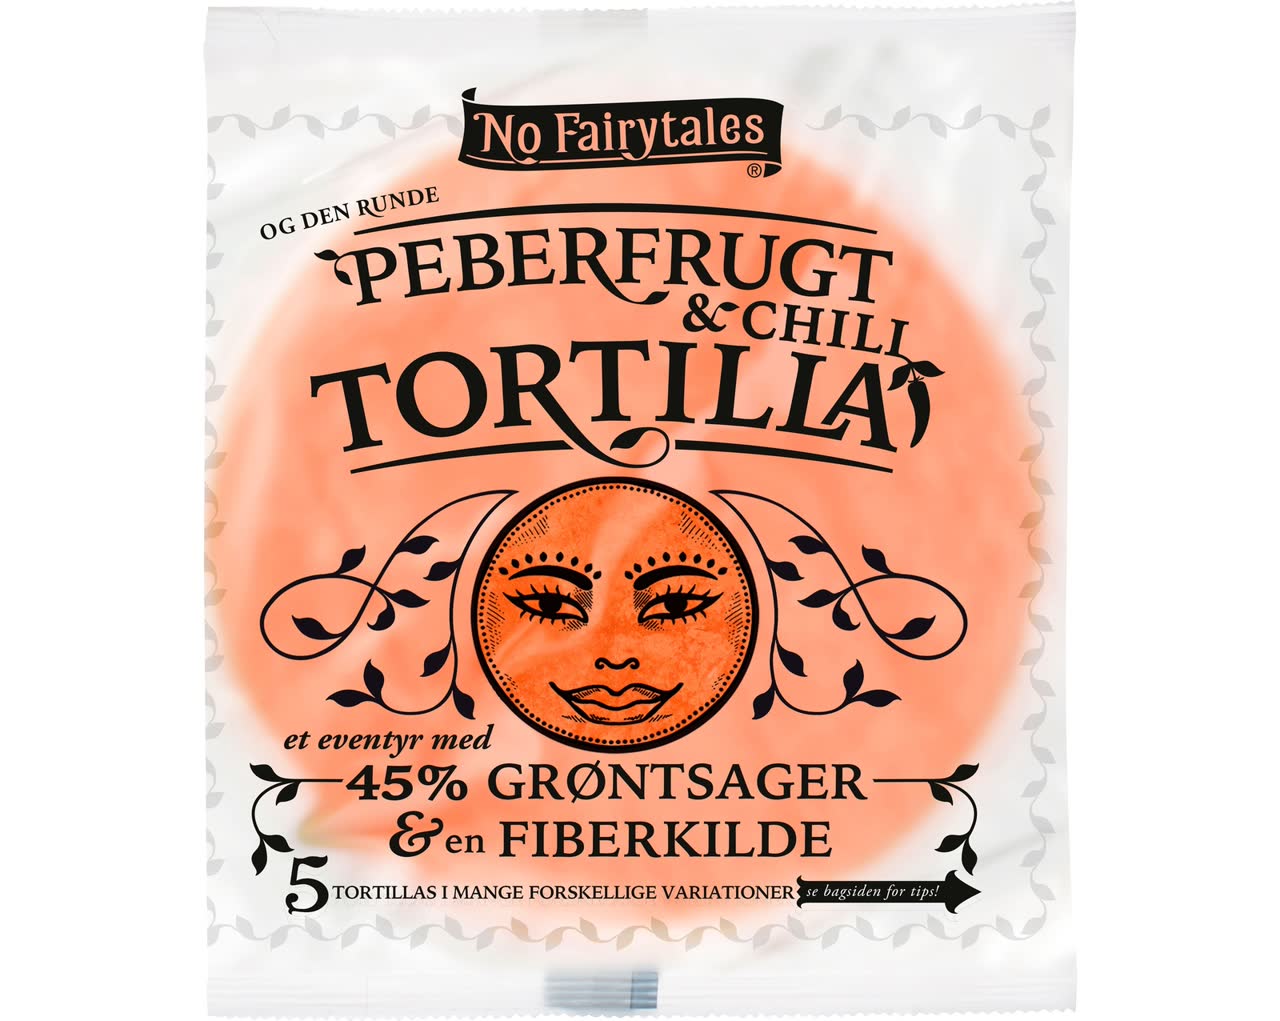 No Fairytales
®
OG DEN RUNDE
PEBERFRUGT
& CHILI
TORTILLA
et eventyr med
45% GRØNTSAGER
& en FIBERKILDE
5 TORTILLAS I MANGE FORSKELLIGE VARIATIONER se bagsiden for tips!